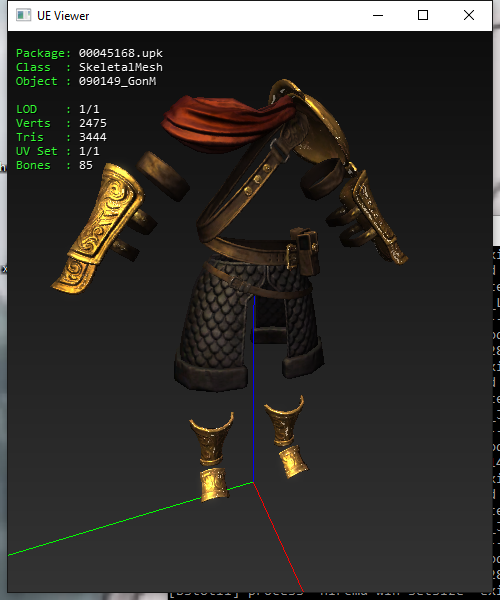 UE Viewer
Package: 00045168.upk
Class : SkeletalMesh
Object : 090149_GonM
LOD : 1/1
Verts : 2475
Tris : 3444
UV Set : 1/1
Bones : 85